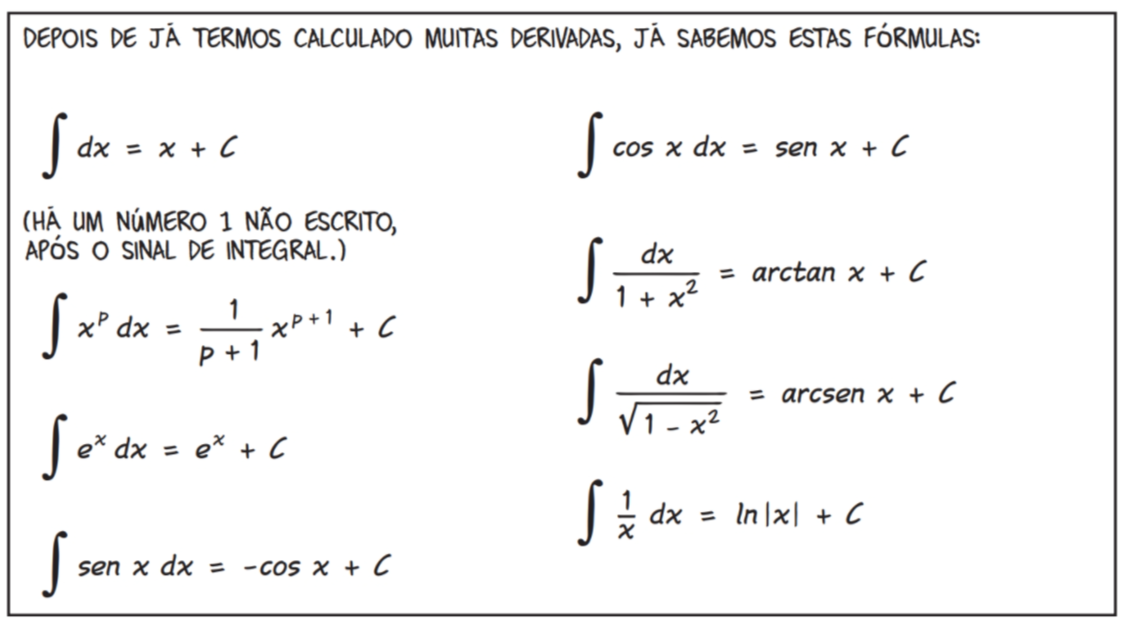 DEPOIS DE JÁ TERMOS CALCULADO MUITAS DERIVADAS, JÁ SABEMOS ESTAS FÓRMULAS:
∫ dx = x + C
(HÁ UM NÚMERO 1 NÃO ESCRITO,
APÓS O SINAL DE INTEGRAL.)
∫ x^p dx = 1/(p + 1) x^(p + 1) + C
∫ e^x dx = e^x + C
∫ sen x dx = -cos x + C
∫ cos x dx = sen x + C
∫ dx/(1 + x²) = arctan x + C
∫ dx/√(1 - x²) = arcsen x + C
∫ 1/x dx = ln|x| + C